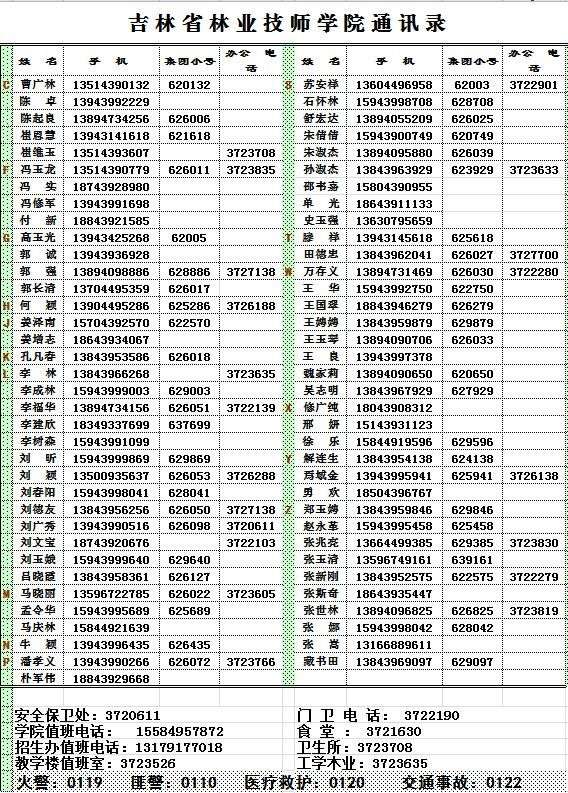 吉林省林业技师学院通讯录
姓 名 手 机 集团小号 办公 电话 姓 名 手 机 集团小号 办公 电话
C 曹广林 13514390132 620132 S 苏安祥 13604496958 62003 3722901
陈 卓 13943992229 石怀林 15943998708 628708
陈起良 13894734256 626006 舒宏达 13894055209 626025
崔恩慧 13943141618 621618 宋倩倩 15943900749 620749
崔维玉 13514393607 3723708 宋淑杰 13894095880 626039
F 冯玉龙 13514390779 626011 3723835 孙淑杰 13843963929 623929 3723633
冯 实 18743928980 邵书嘉 15804390955
冯修军 13943991698 单 光 18643911133
付 新 18843921585 史玉强 13630795659
G 高玉光 13943425268 62005 T 滕 祥 13943145618 625618
郭 诚 13943936928 田德忠 13843962041 626027 3727700
郭 强 13894098886 628886 3727138 W 万存义 13894731469 626030 3722280
郭长清 13704495359 626017 王 华 15943992750 622750
H 何 颖 13904495286 625286 3726188 王国翠 18843946279 626279
J 姜泽南 15704392570 622570 王娉娉 13843959879 629879
姜增志 18643934067 王玉琴 13894090706 626033
K 孔凡春 13843953586 626018 王 良 13943997378
L 李 林 13843966268 3723635 魏家莉 13894090650 620650
李成林 15943999003 629003 吴志明 13843967929 627929
李福华 13894734156 626051 3722139 X 修广纯 18043908312
李建欣 18349337699 637699 邢 妍 15143931123
李树森 15943991099 徐 乐 15844919596 629596
刘 昕 15943999869 629869 Y 解连生 13843954138 624138
刘 颖 13500935637 626053 3726288 焉城金 13943995941 625941 3726138
刘春阳 15943998041 628041 勇 欢 18504396767
刘德友 13843956256 626050 3727138 Z 郑玉娉 13843959846 629846
刘广秀 13943990516 626098 3720611 赵永革 15943995458 625458
刘文宝 18743920676 3722103 张兆亮 13664499385 629385 3723830
刘玉娥 15943999640 629640 张玉清 13596749161 639161
吕晓霞 13843958361 626127 张新刚 13843952575 622575 3722279
M 马晓丽 13596722785 626022 3723605 张斯奇 18643935447
孟令华 15943995689 625689 张世林 13894096825 626825 3723819
马庆林 15844921639 张 娜 15943998042 628042
N 牛 颖 13943996435 626435 张 嵩 13166889611
P 潘孝义 13943990266 626072 3723766 藏书田 13843969097 629097
朴军伟 18843929668
安全保卫处：3720611 门 卫 电 话： 3722190
学院值班电话： 15584957872 食 堂 ： 3721630
招生办值班电话：13179177018 卫生所：3723708
教学楼值班室：3723526 工学木业：3723635
火警：0119 匪警：0110 医疗救护：0120 交通事故：0122